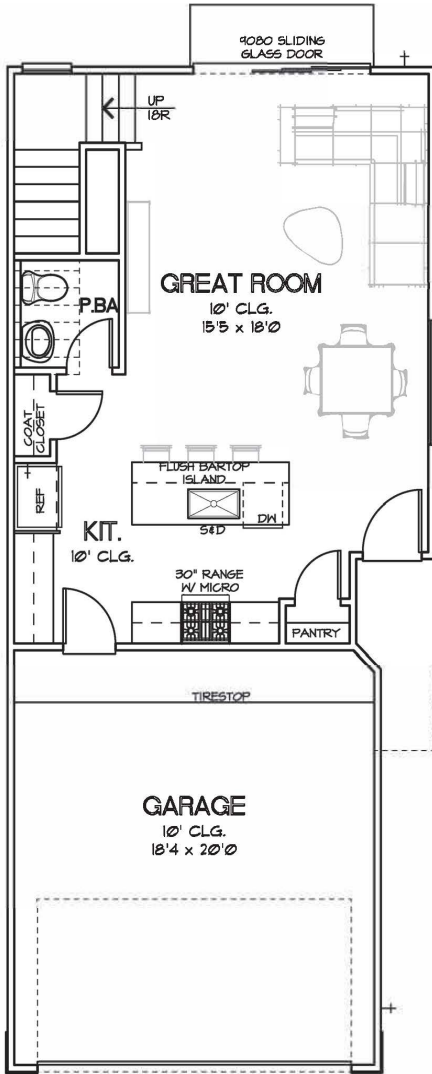 9080 SLIDING
GLASS DOOR
UP
18R
GREAT ROOM
10' CLG.
15'5 x 18'0
P.BA
COAT
CLOSET
FLUSH BARTOP
ISLAND
REF
S&D
DW
KIT.
10' CLG.
30" RANGE
W/ MICRO
PANTRY
TIRESTOP
GARAGE
10' CLG.
18'4 x 20'0